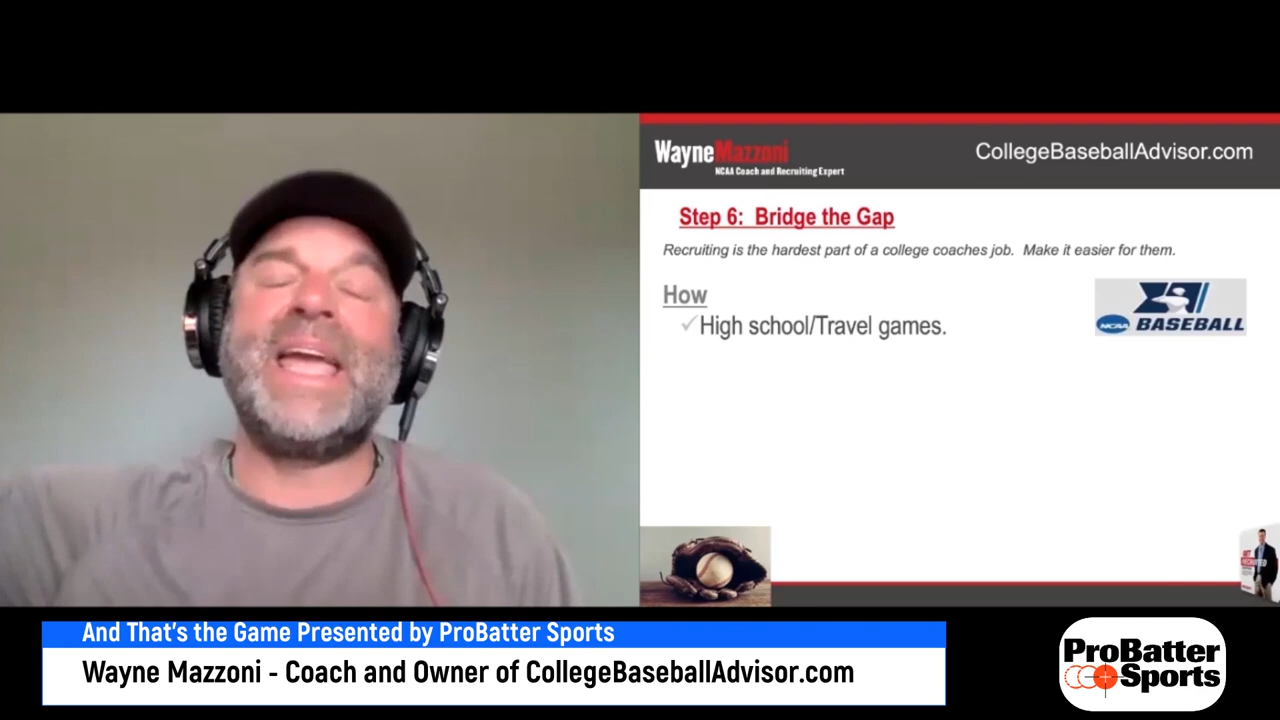 WayneMazzoni
NCAA Coach and Recruiting Expert
CollegeBaseballAdvisor.com
Step 6: Bridge the Gap
Recruiting is the hardest part of a college coaches job. Make it easier for them.
How
✓High school/Travel games.
NCAA BASEBALL
And That's the Game Presented by ProBatter Sports
Wayne Mazzoni - Coach and Owner of CollegeBaseballAdvisor.com
ProBatter
Sports